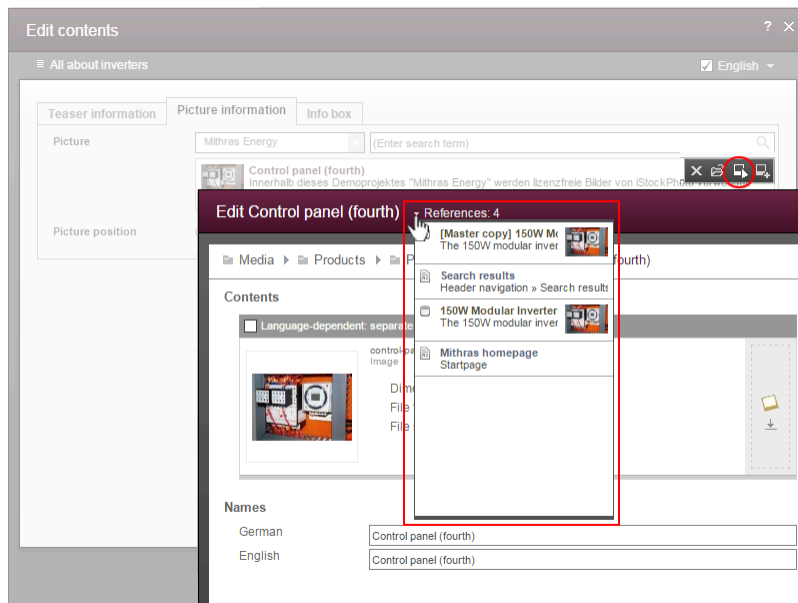 Edit contents
?
All about inverters
English
Teaser information
Picture information
Info box
Picture
Mithras Energy
(Enter search term)
Control panel (fourth)
Innerhalb dieses Demoprojektes "Mithras Energy" werden lizenzfreie Bilder von iStockPhoto
Picture position
Edit Control panel (fourth)
References: 4
[Master copy] 150W
The 150W modular inver
Search results
Header navigation » Search results
150W Modular Inverter
The 150W modular inver
Mithras homepage
Startpage
Media
Products
P
fourth)
Contents
Language-dependent: separate
control-pa
Image
Dim
File
File
Names
German
Control panel (fourth)
English
Control panel (fourth)